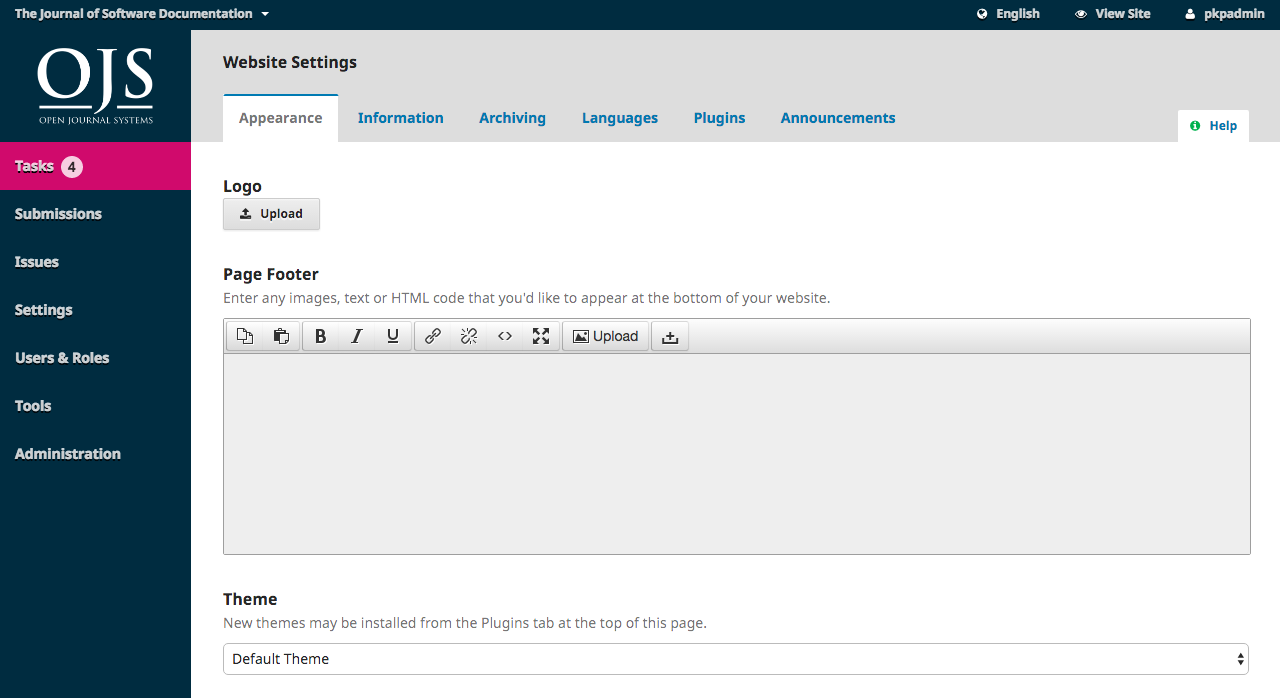 The Journal of Software Documentation
English
View Site
pkpadmin
OJS
OPEN JOURNAL SYSTEMS
Tasks 4
Submissions
Issues
Settings
Users & Roles
Tools
Administration
Website Settings
Appearance
Information
Archiving
Languages
Plugins
Announcements
Help
Logo
Upload
Page Footer
Enter any images, text or HTML code that you'd like to appear at the bottom of your website.
B I U <> Upload
Theme
New themes may be installed from the Plugins tab at the top of this page.
Default Theme